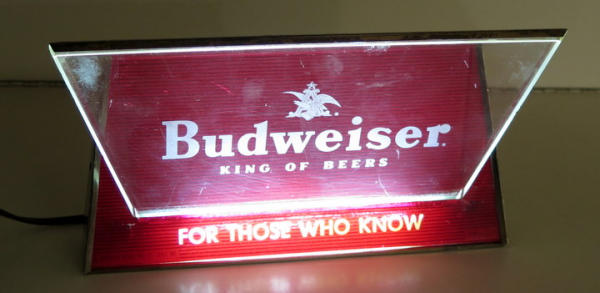 Budweiser
KING OF BEERS
FOR THOSE WHO KNOW